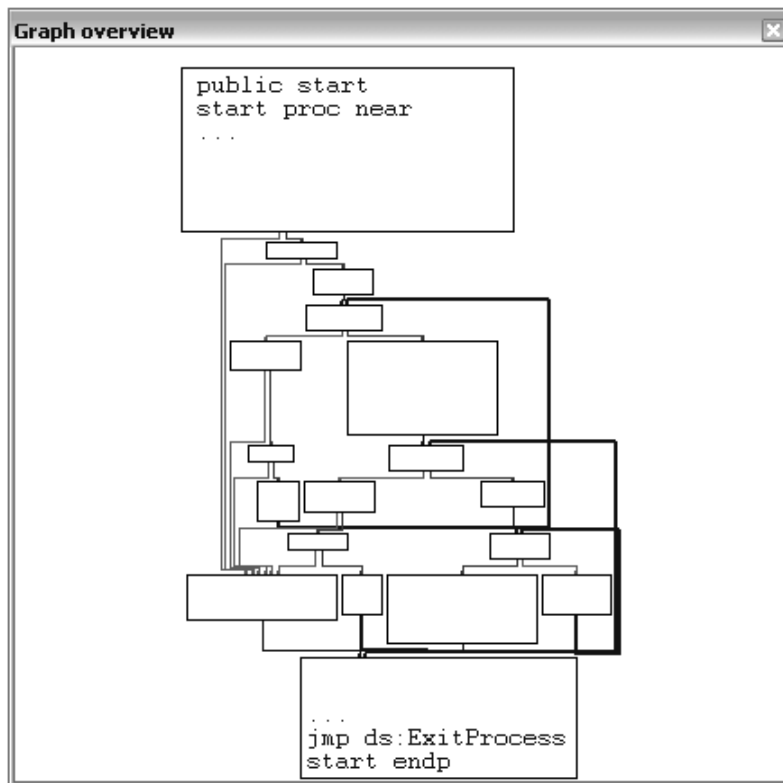 Graph overview
public start
start proc near
...
...
jmp ds:ExitProcess
start endp